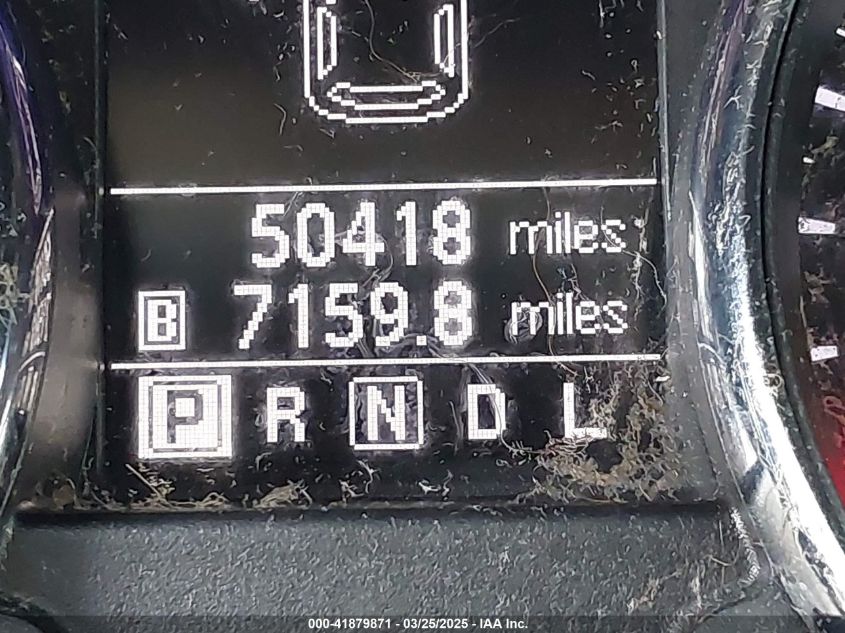 50418 miles
B 7159.8 miles
P R N D L
000-41879871 - 03/25/2025 - IAA Inc.